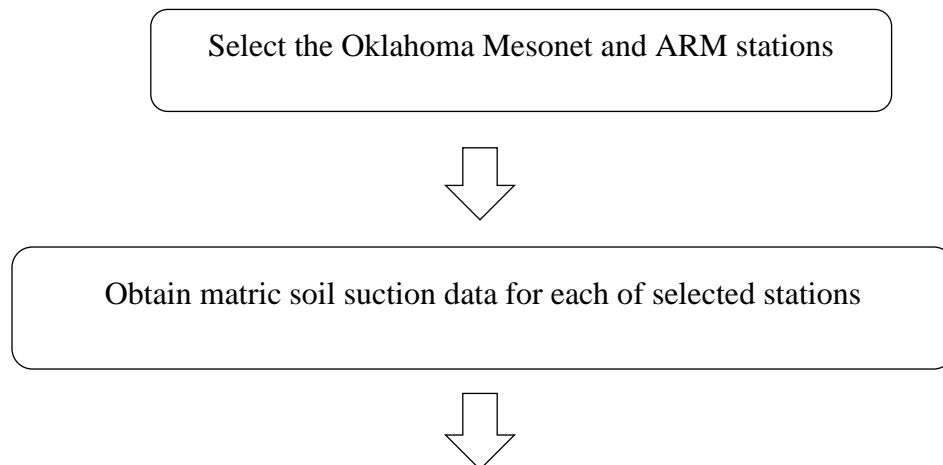 Select the Oklahoma Mesonet and ARM stations
Obtain matric soil suction data for each of selected stations